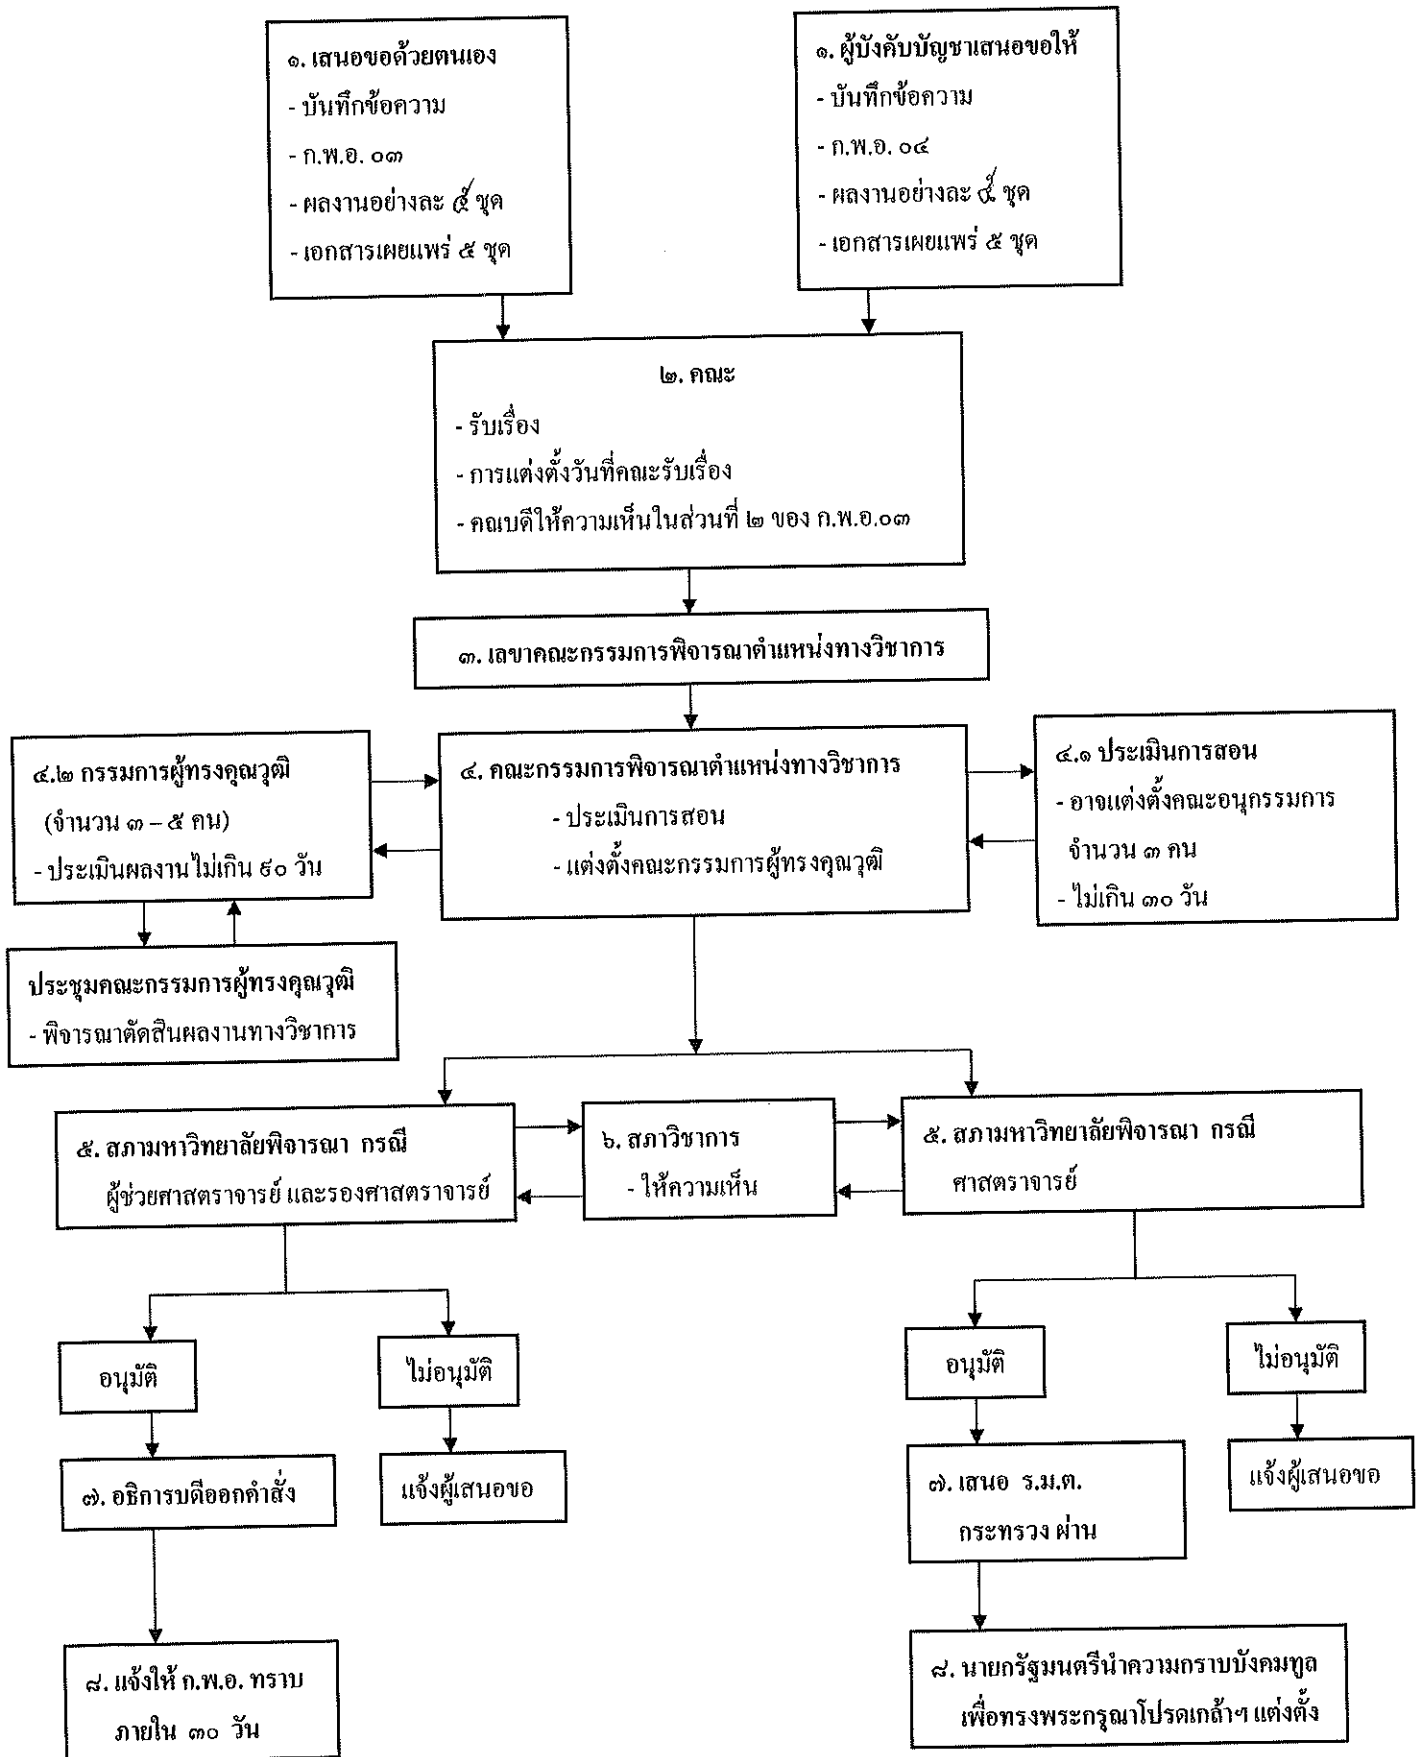 ๑. เสนอขอด้วยตนเอง
- บันทึกข้อความ
- ก.พ.อ. ๐๓
- ผลงานอย่างละ ๕ ชุด
- เอกสารเผยแพร่ ๕ ชุด
๑. ผู้บังคับบัญชาเสนอขอให้
- บันทึกข้อความ
- ก.พ.อ. ๐๔
- ผลงานอย่างละ ชุด
- เอกสารเผยแพร่ ๕ ชุด
๒. คณะ
- รับเรื่อง
- การแต่งตั้งวันที่คณะรับเรื่อง
- คณบดีให้ความเห็นในส่วนที่ ๒ ของ ก.พ.อ.๐๓
๓. เลขาคณะกรรมการพิจารณาตำแหน่งทางวิชาการ
๔.๒ กรรมการผู้ทรงคุณวุฒิ
(จำนวน ๓ – ๕ คน)
- ประเมินผลงานไม่เกิน ๙๐ วัน
๔. คณะกรรมการพิจารณาตำแหน่งทางวิชาการ
- ประเมินการสอน
- แต่งตั้งคณะกรรมการผู้ทรงคุณวุฒิ
๔.๑ ประเมินการสอน
- อาจแต่งตั้งคณะอนุกรรมการ
จำนวน ๓ คน
- ไม่เกิน ๓๐ วัน
ประชุมคณะกรรมการผู้ทรงคุณวุฒิ
- พิจารณาตัดสินผลงานทางวิชาการ
๕. สภามหาวิทยาลัยพิจารณา กรณี
ผู้ช่วยศาสตราจารย์ และรองศาสตราจารย์
๖. สภาวิชาการ
- ให้ความเห็น
๕. สภามหาวิทยาลัยพิจารณา กรณี
ศาสตราจารย์
อนุมัติ
ไม่อนุมัติ
อนุมัติ
ไม่อนุมัติ
๗. อธิการบดีออกคำสั่ง
แจ้งผู้เสนอขอ
๗. เสนอ ร.ม.ต.
กระทรวง ผ่าน
แจ้งผู้เสนอขอ
๘. แจ้งให้ ก.พ.อ. ทราบ
ภายใน ๓๐ วัน
๘. นายกรัฐมนตรีนำความกราบบังคมทูล
เพื่อทรงพระกรุณาโปรดเกล้าฯ แต่งตั้ง